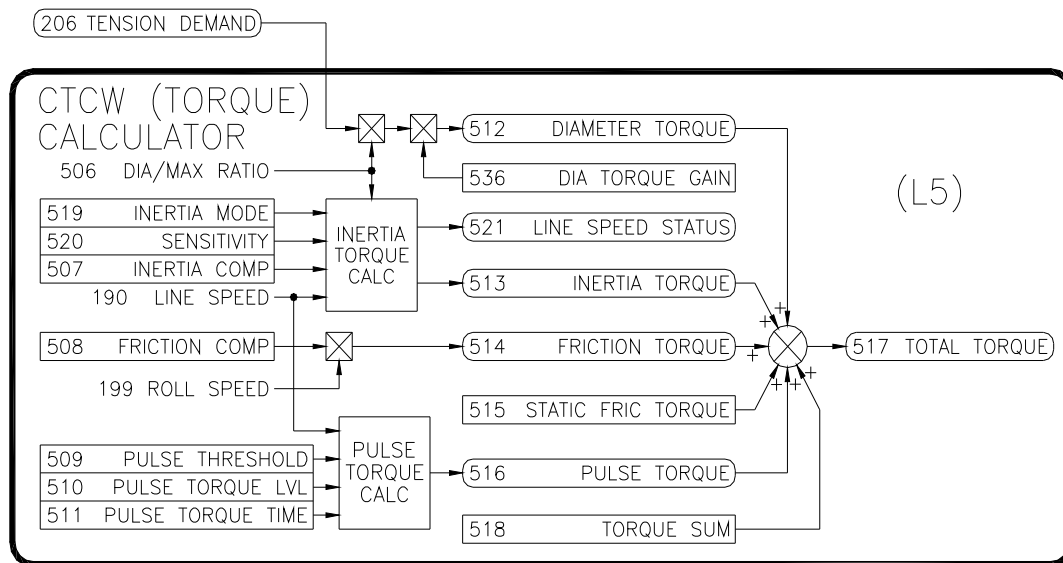 206 TENSION DEMAND
CTCW (TORQUE)
CALCULATOR
506 DIA/MAX RATIO
519 INERTIA MODE
520 SENSITIVITY
507 INERTIA COMP
190 LINE SPEED
508 FRICTION COMP
199 ROLL SPEED
509 PULSE THRESHOLD
510 PULSE TORQUE LVL
511 PULSE TORQUE TIME
INERTIA
TORQUE
CALC
PULSE
TORQUE
CALC
512 DIAMETER TORQUE
536 DIA TORQUE GAIN
521 LINE SPEED STATUS
513 INERTIA TORQUE
514 FRICTION TORQUE
515 STATIC FRIC TORQUE
516 PULSE TORQUE
518 TORQUE SUM
(L5)
+ +
+
+ + +
517 TOTAL TORQUE